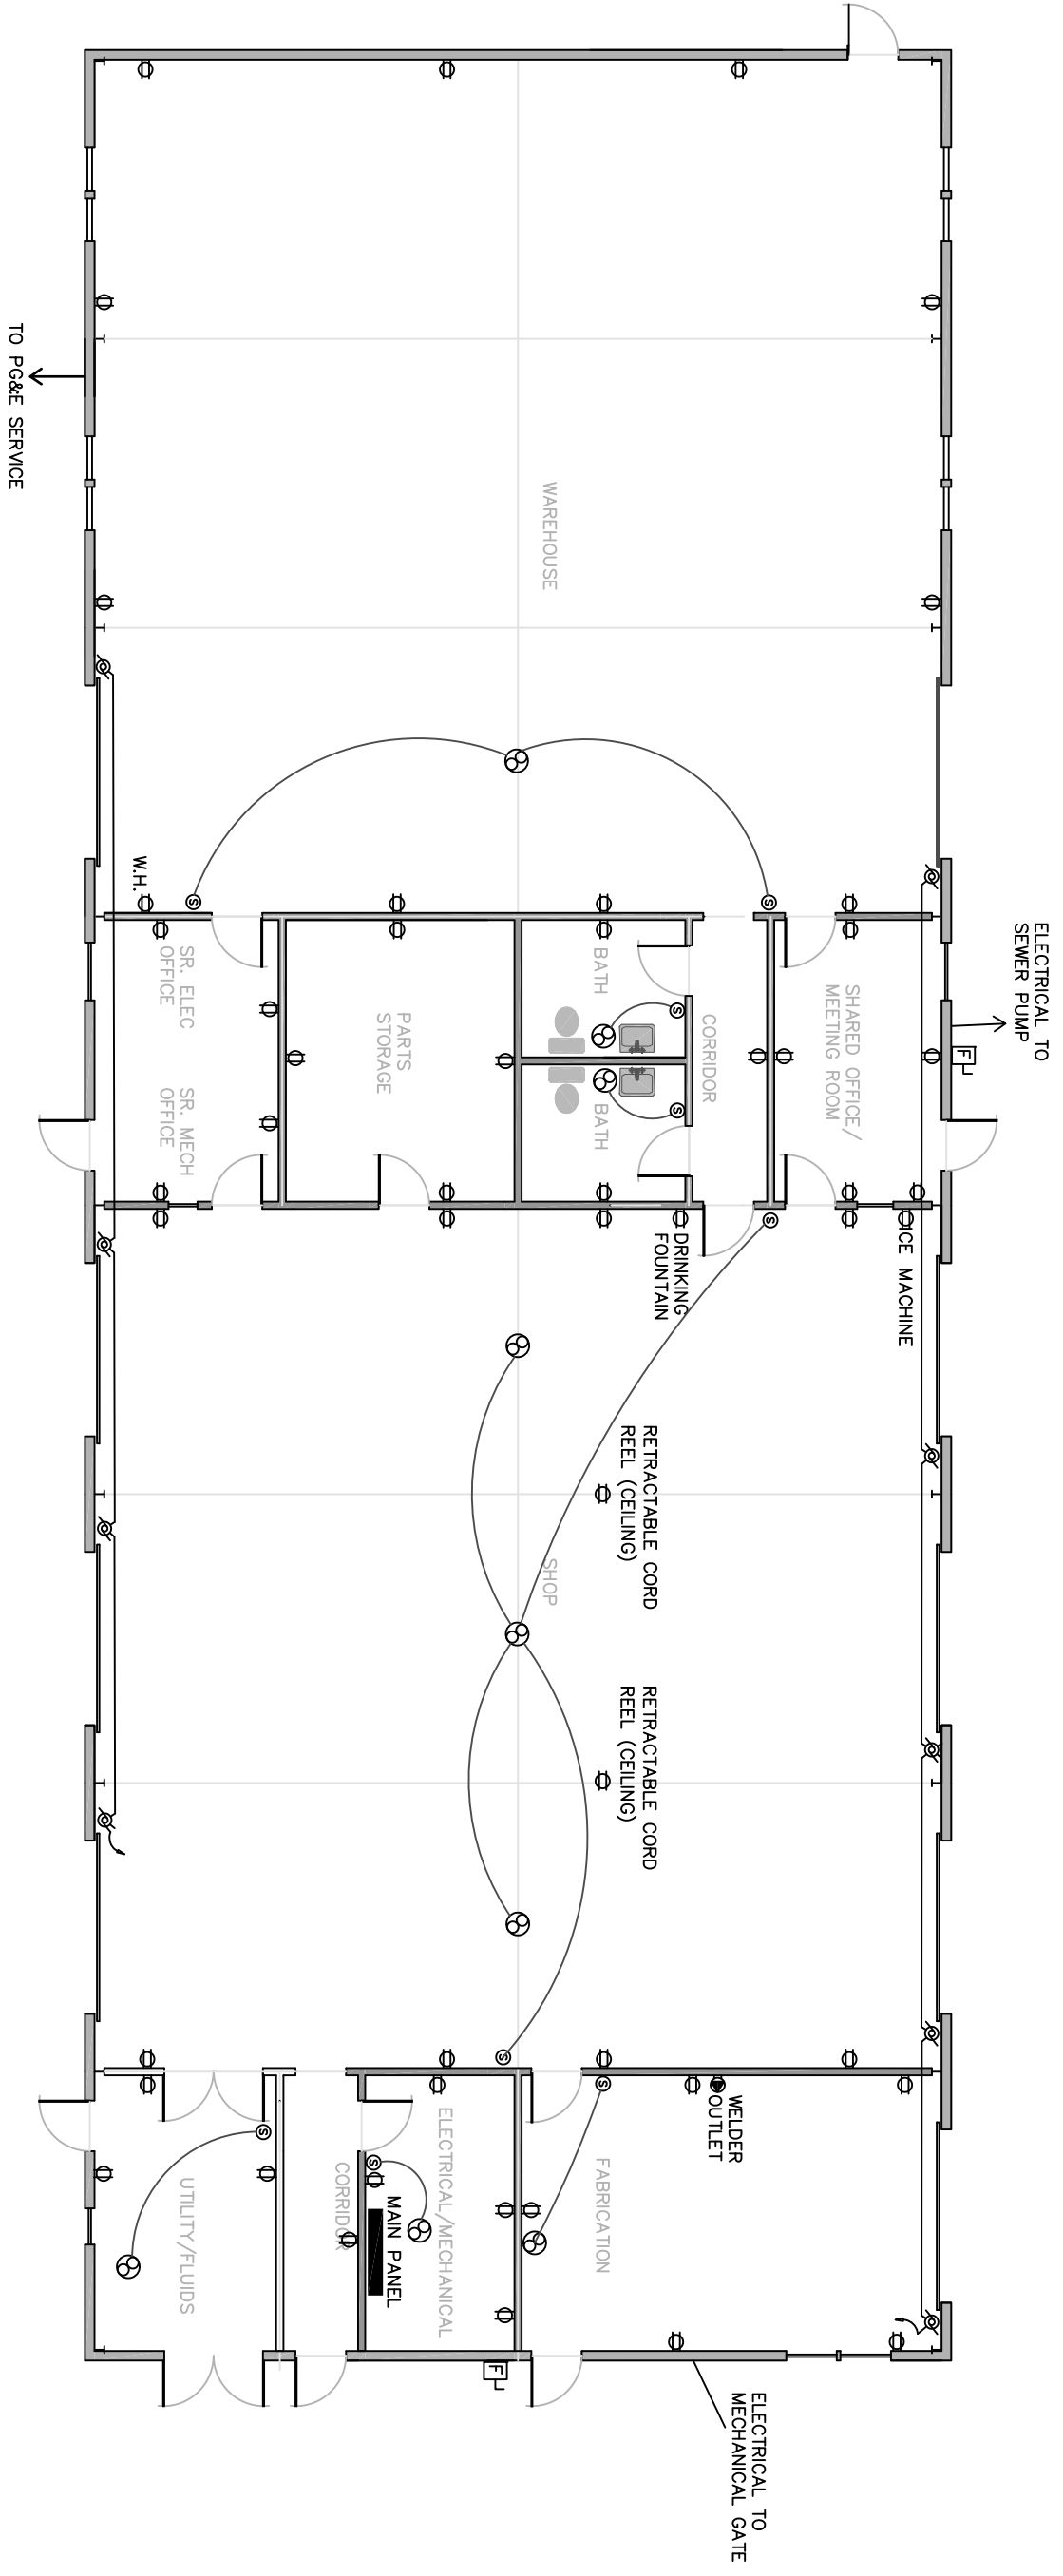 TO PG&E SERVICE
WAREHOUSE
W.H.
S
S
ELECTRICAL TO
SEWER PUMP
F
SR. ELEC
OFFICE
SR. MECH
OFFICE
PARTS
STORAGE
BATH
S
BATH
S
CORRIDOR
SHARED OFFICE/
MEETING ROOM
S
DRINKING
FOUNTAIN
ICE MACHINE
RETRACTABLE CORD
REEL (CEILING)
SHOP
RETRACTABLE CORD
REEL (CEILING)
S
S
WELDER
OUTLET
S
UTILITY/FLUIDS
CORRIDOR
S
MAIN PANEL
ELECTRICAL/MECHANICAL
FABRICATION
F
ELECTRICAL TO
MECHANICAL GATE